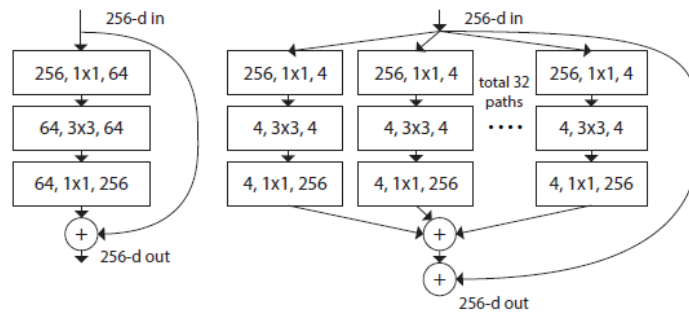 256-d in
256, 1x1, 64
64, 3x3, 64
64, 1x1, 256
+
256-d out
256-d in
256, 1x1, 4
256, 1x1, 4
256, 1x1, 4
total 32
paths
....
4, 3x3, 4
4, 3x3, 4
4, 3x3, 4
4, 1x1, 256
4, 1x1, 256
4, 1x1, 256
+
+
256-d out